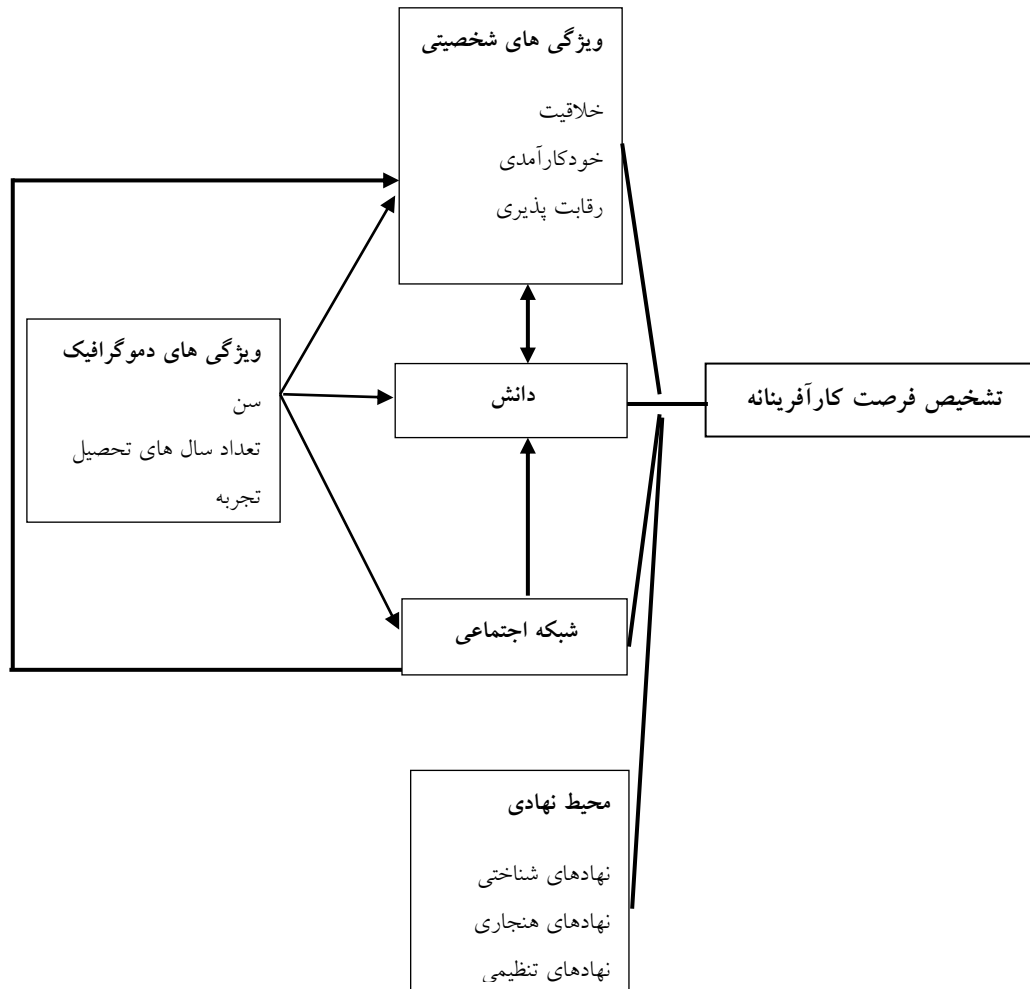 ویژگی های شخصیتی
خلاقیت
خودکارآمدی
رقابت پذیری
ویژگی های دموگرافیک
سن
تعداد سال های تحصیل
تجربه
دانش
تشخیص فرصت کارآفرینانه
شبکه اجتماعی
محیط نهادی
نهادهای شناختی
نهادهای هنجاری
نهادهای تنظیمی